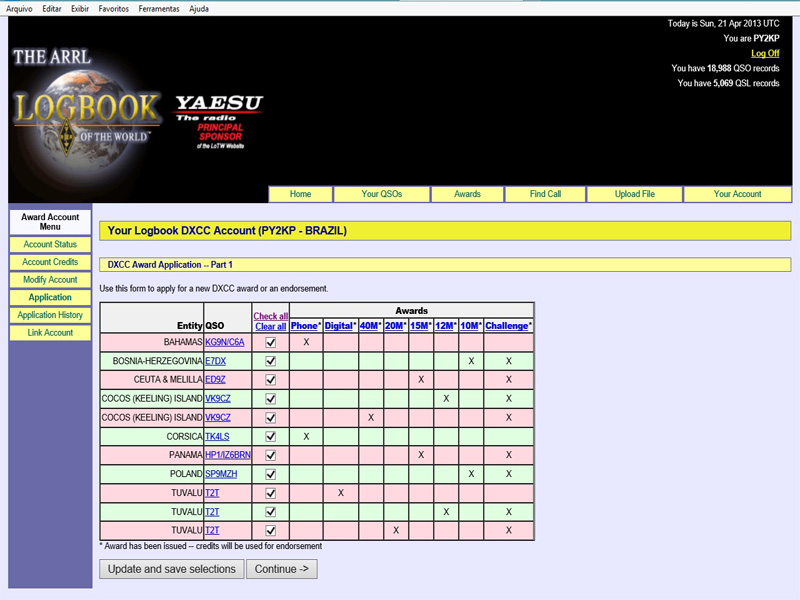 Arquivo Editar Exibir Favoritos Ferramentas Ajuda
Today is Sun, 21 Apr 2013 UTC
You are PY2KP
Log Off
You have 18,988 QSO records
You have 5,069 QSL records
THE ARRL
LOGBOOK
OF THE WORLD™
YAESU
The radio
PRINCIPAL
SPONSOR
of the LoTW Website
Home Your QSOs Awards Find Call Upload File Your Account
Award Account
Menu
Account Status
Account Credits
Modify Account
Application
Application History
Link Account
Your Logbook DXCC Account (PY2KP - BRAZIL)
DXCC Award Application -- Part 1
Use this form to apply for a new DXCC award or an endorsement.
Awards
Entity QSO Check all Clear all Phone* Digital* 40M* 20M* 15M* 12M* 10M* Challenge*
BAHAMAS KG9N/C6A X
BOSNIA-HERZEGOVINA E7DX X X
CEUTA & MELILLA ED9Z X X
COCOS (KEELING) ISLAND VK9CZ X X
COCOS (KEELING) ISLAND VK9CZ X X
CORSICA TK4LS X
PANAMA HP1/IZ6BRN X X
POLAND SP9MZH X X
TUVALU T2T X
TUVALU T2T X X
TUVALU T2T X X
* Award has been issued -- credits will be used for endorsement
Update and save selections Continue ->